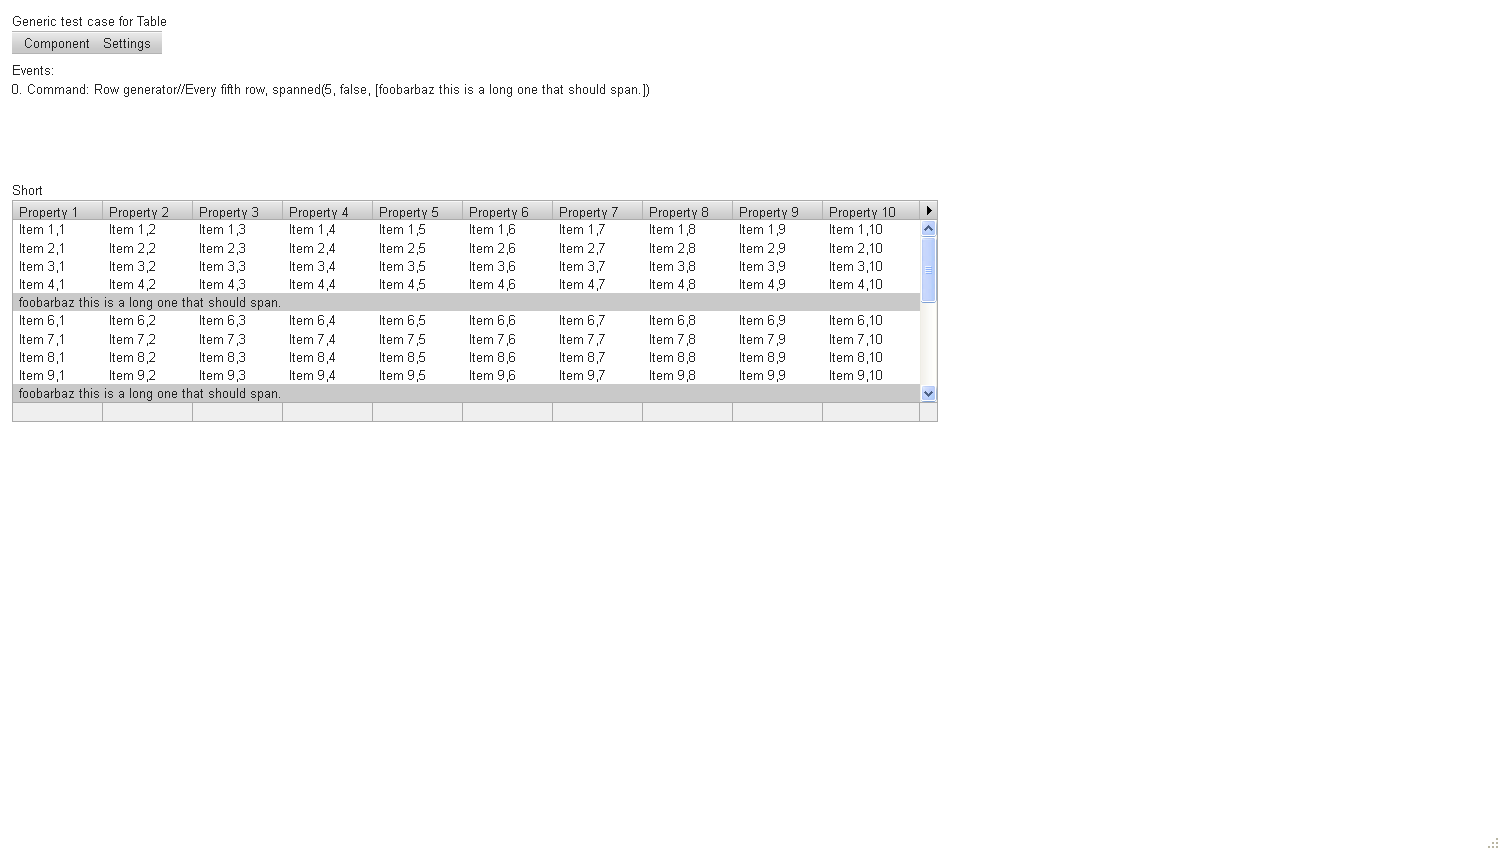 Generic test case for Table
Component Settings
Events:
0. Command: Row generator//Every fifth row, spanned(5, false, [foobarbaz this is a long one that should span.])
Short
Property 1 Property 2 Property 3 Property 4 Property 5 Property 6 Property 7 Property 8 Property 9 Property 10
Item 1,1 Item 1,2 Item 1,3 Item 1,4 Item 1,5 Item 1,6 Item 1,7 Item 1,8 Item 1,9 Item 1,10
Item 2,1 Item 2,2 Item 2,3 Item 2,4 Item 2,5 Item 2,6 Item 2,7 Item 2,8 Item 2,9 Item 2,10
Item 3,1 Item 3,2 Item 3,3 Item 3,4 Item 3,5 Item 3,6 Item 3,7 Item 3,8 Item 3,9 Item 3,10
Item 4,1 Item 4,2 Item 4,3 Item 4,4 Item 4,5 Item 4,6 Item 4,7 Item 4,8 Item 4,9 Item 4,10
foobarbaz this is a long one that should span.
Item 6,1 Item 6,2 Item 6,3 Item 6,4 Item 6,5 Item 6,6 Item 6,7 Item 6,8 Item 6,9 Item 6,10
Item 7,1 Item 7,2 Item 7,3 Item 7,4 Item 7,5 Item 7,6 Item 7,7 Item 7,8 Item 7,9 Item 7,10
Item 8,1 Item 8,2 Item 8,3 Item 8,4 Item 8,5 Item 8,6 Item 8,7 Item 8,8 Item 8,9 Item 8,10
Item 9,1 Item 9,2 Item 9,3 Item 9,4 Item 9,5 Item 9,6 Item 9,7 Item 9,8 Item 9,9 Item 9,10
foobarbaz this is a long one that should span.